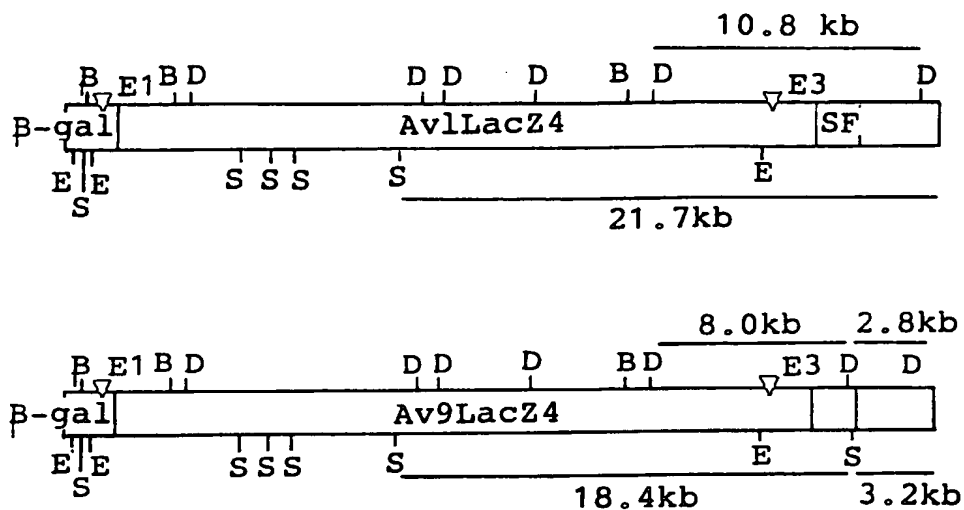 10.8 kb
B E1 B D D D D B D E3 D
β-gal Av1LacZ4 SF
E S E S S S S E
21.7kb
8.0kb 2.8kb
B E1 B D D D D B D E3 D D
β-gal Av9LacZ4
E S E S S S S E S
18.4kb 3.2kb